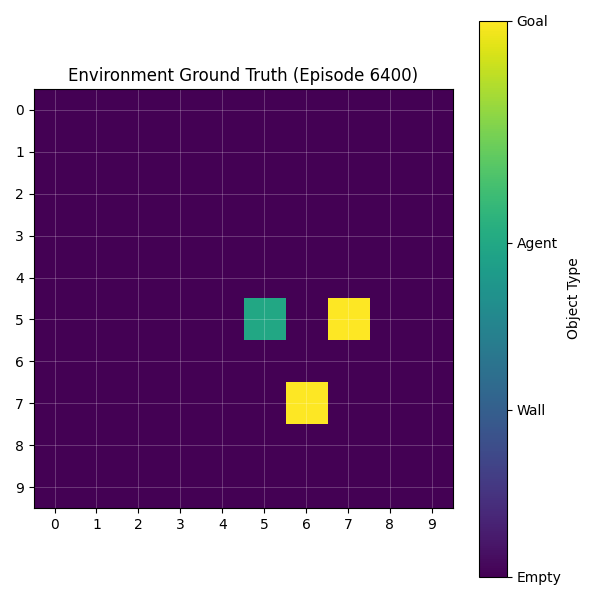 Environment Ground Truth (Episode 6400)
Goal
Agent
Wall
Empty
Object Type
0
1
2
3
4
5
6
7
8
9
0 1 2 3 4 5 6 7 8 9